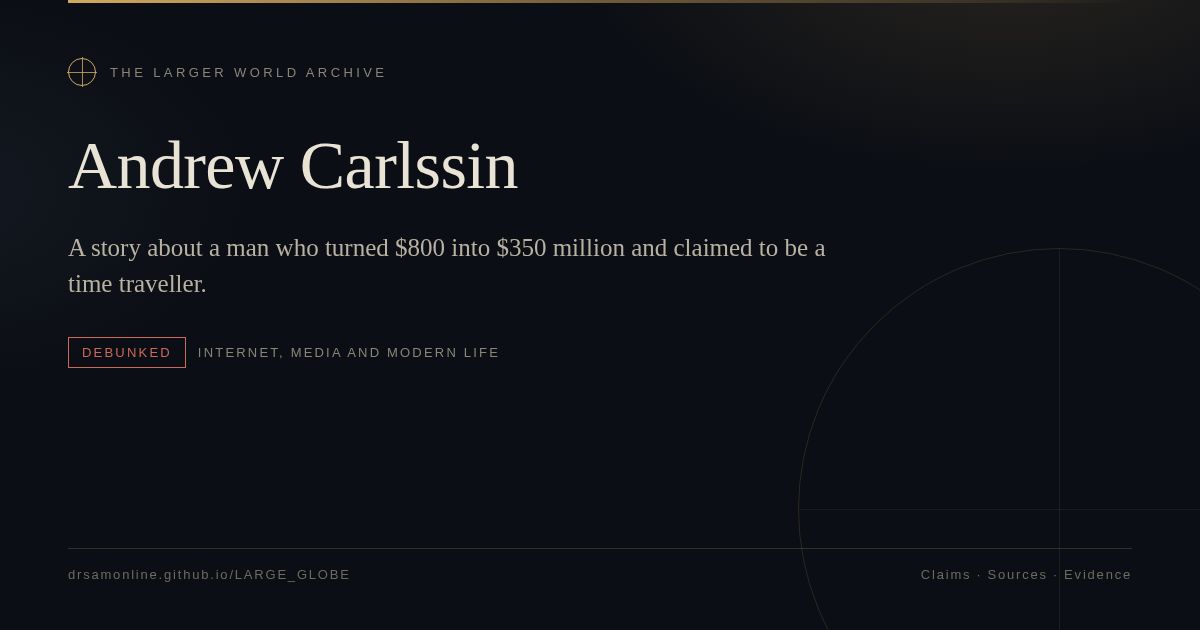 THE LARGER WORLD ARCHIVE
Andrew Carlssin
A story about a man who turned $800 into $350 million and claimed to be a
time traveller.
DEBUNKED INTERNET, MEDIA AND MODERN LIFE
drsamonline.github.io/LARGE_GLOBE Claims · Sources · Evidence